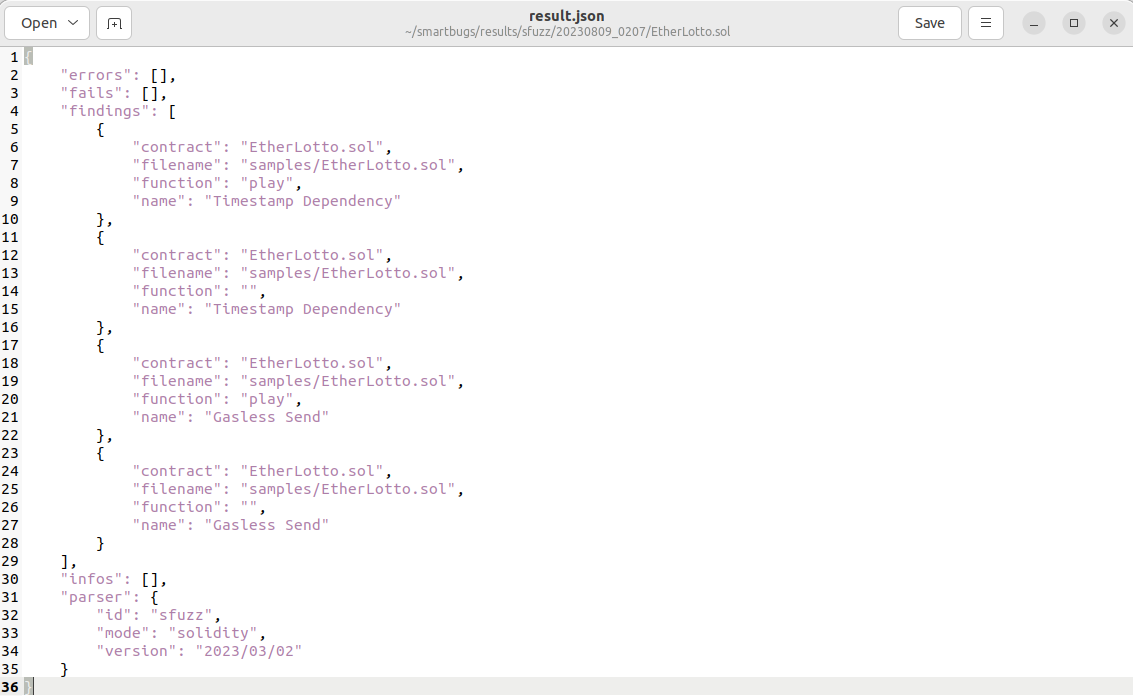 Open
result.json
~/smartbugs/results/sfuzz/20230809_0207/EtherLotto.sol
Save
1 {
2     "errors": [],
3     "fails": [],
4     "findings": [
5         {
6             "contract": "EtherLotto.sol",
7             "filename": "samples/EtherLotto.sol",
8             "function": "play",
9             "name": "Timestamp Dependency"
10         },
11         {
12             "contract": "EtherLotto.sol",
13             "filename": "samples/EtherLotto.sol",
14             "function": "",
15             "name": "Timestamp Dependency"
16         },
17         {
18             "contract": "EtherLotto.sol",
19             "filename": "samples/EtherLotto.sol",
20             "function": "play",
21             "name": "Gasless Send"
22         },
23         {
24             "contract": "EtherLotto.sol",
25             "filename": "samples/EtherLotto.sol",
26             "function": "",
27             "name": "Gasless Send"
28         }
29     ],
30     "infos": [],
31     "parser": {
32         "id": "sfuzz",
33         "mode": "solidity",
34         "version": "2023/03/02"
35     }
36 }